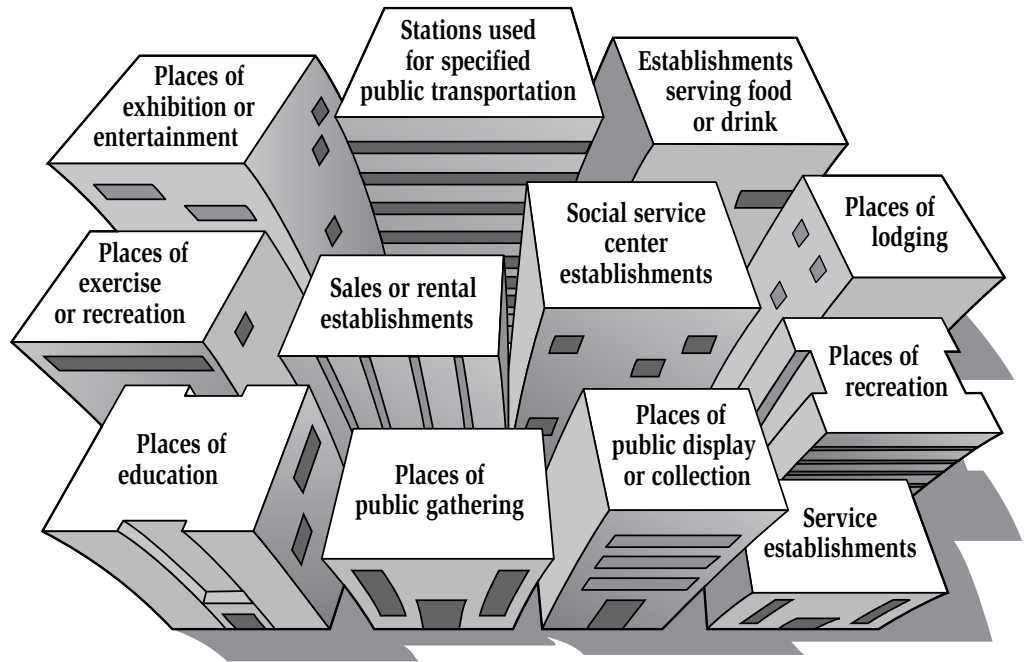 Stations used
for specified
public transportation
Places of
exhibition or
entertainment
Establishments
serving food
or drink
Social service
center
establishments
Places of
lodging
Places of
exercise
or recreation
Sales or rental
establishments
Places of
recreation
Places of
education
Places of
public gathering
Places of
public display
or collection
Service
establishments